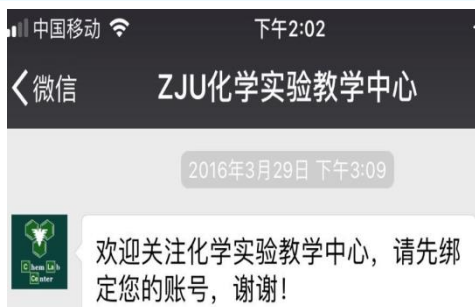 中国移动 下午2:02
微信 ZJU化学实验教学中心
2016年3月29日 下午3:09
Chem Lab
Center
欢迎关注化学实验教学中心，请先绑
定您的账号，谢谢！